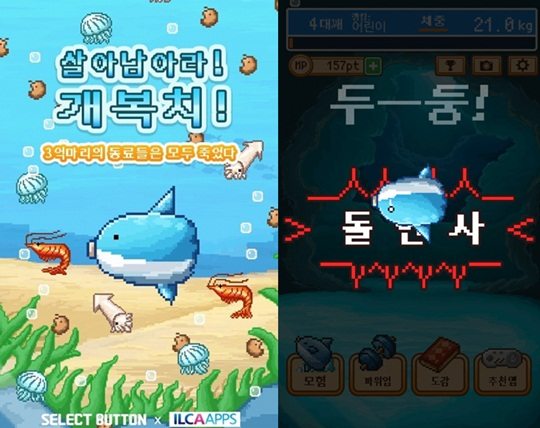 살아남아라!
개복치!
3억마리의 동료들은 모두 죽었다
SELECT BUTTON x ILCAAPPS
4대째
어린이
체중
21.0kg
MP 157pt
두ㅡ둥!
돌 사
모험
파워업
도감
추천앱